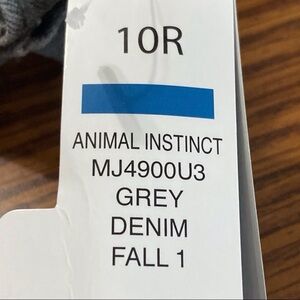 10R
ANIMAL INSTINCT
MJ4900U3
GREY
DENIM
FALL 1